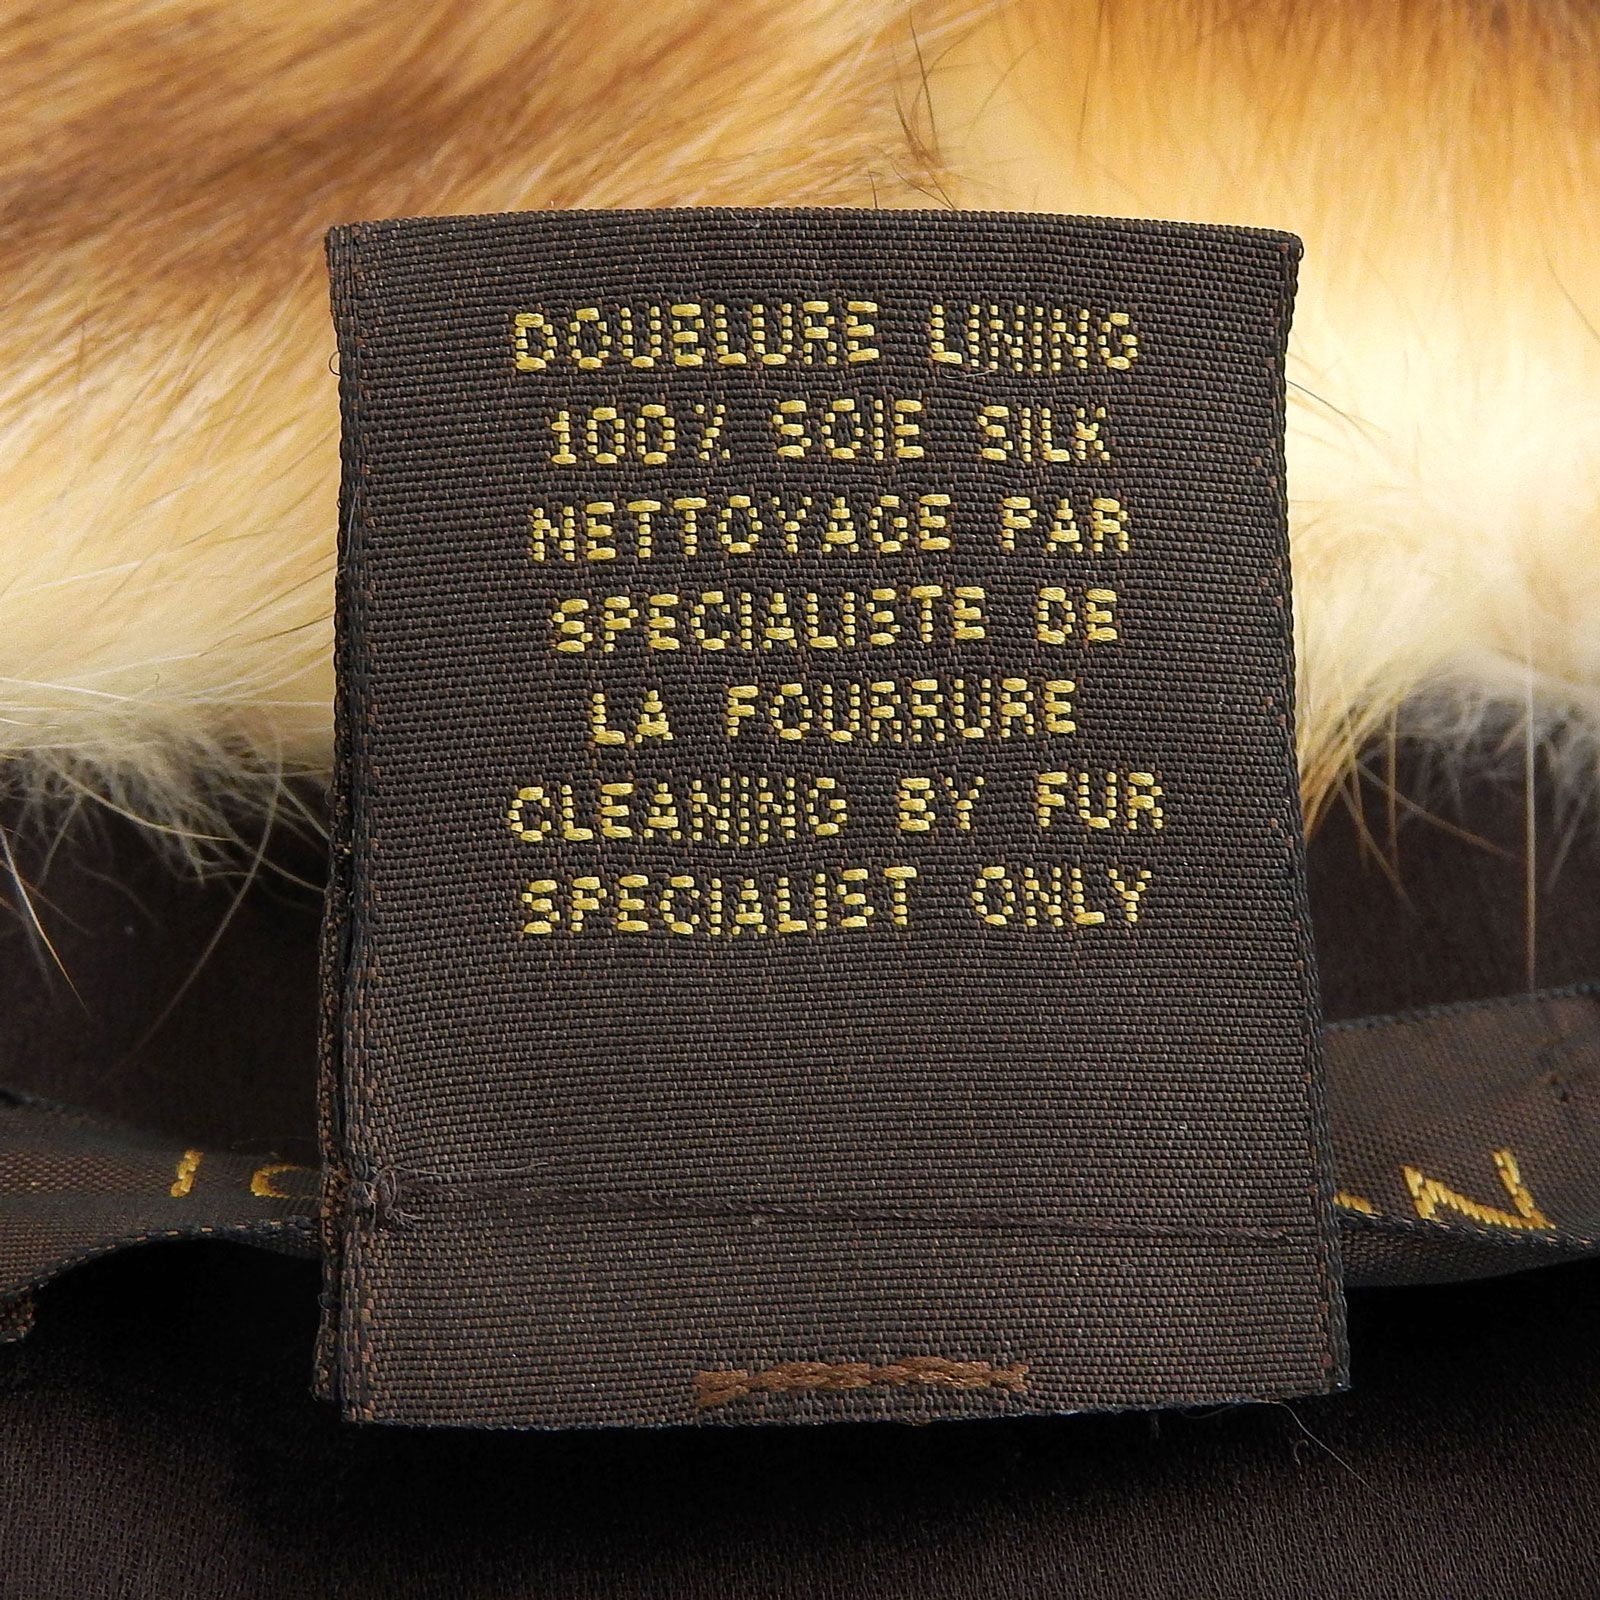 DOUBLURE LINING
100% SOIE SILK
NETTOYAGE PAR
SPECIALISTE DE
LA FOURRURE
CLEANING BY FUR
SPECIALIST ONLY